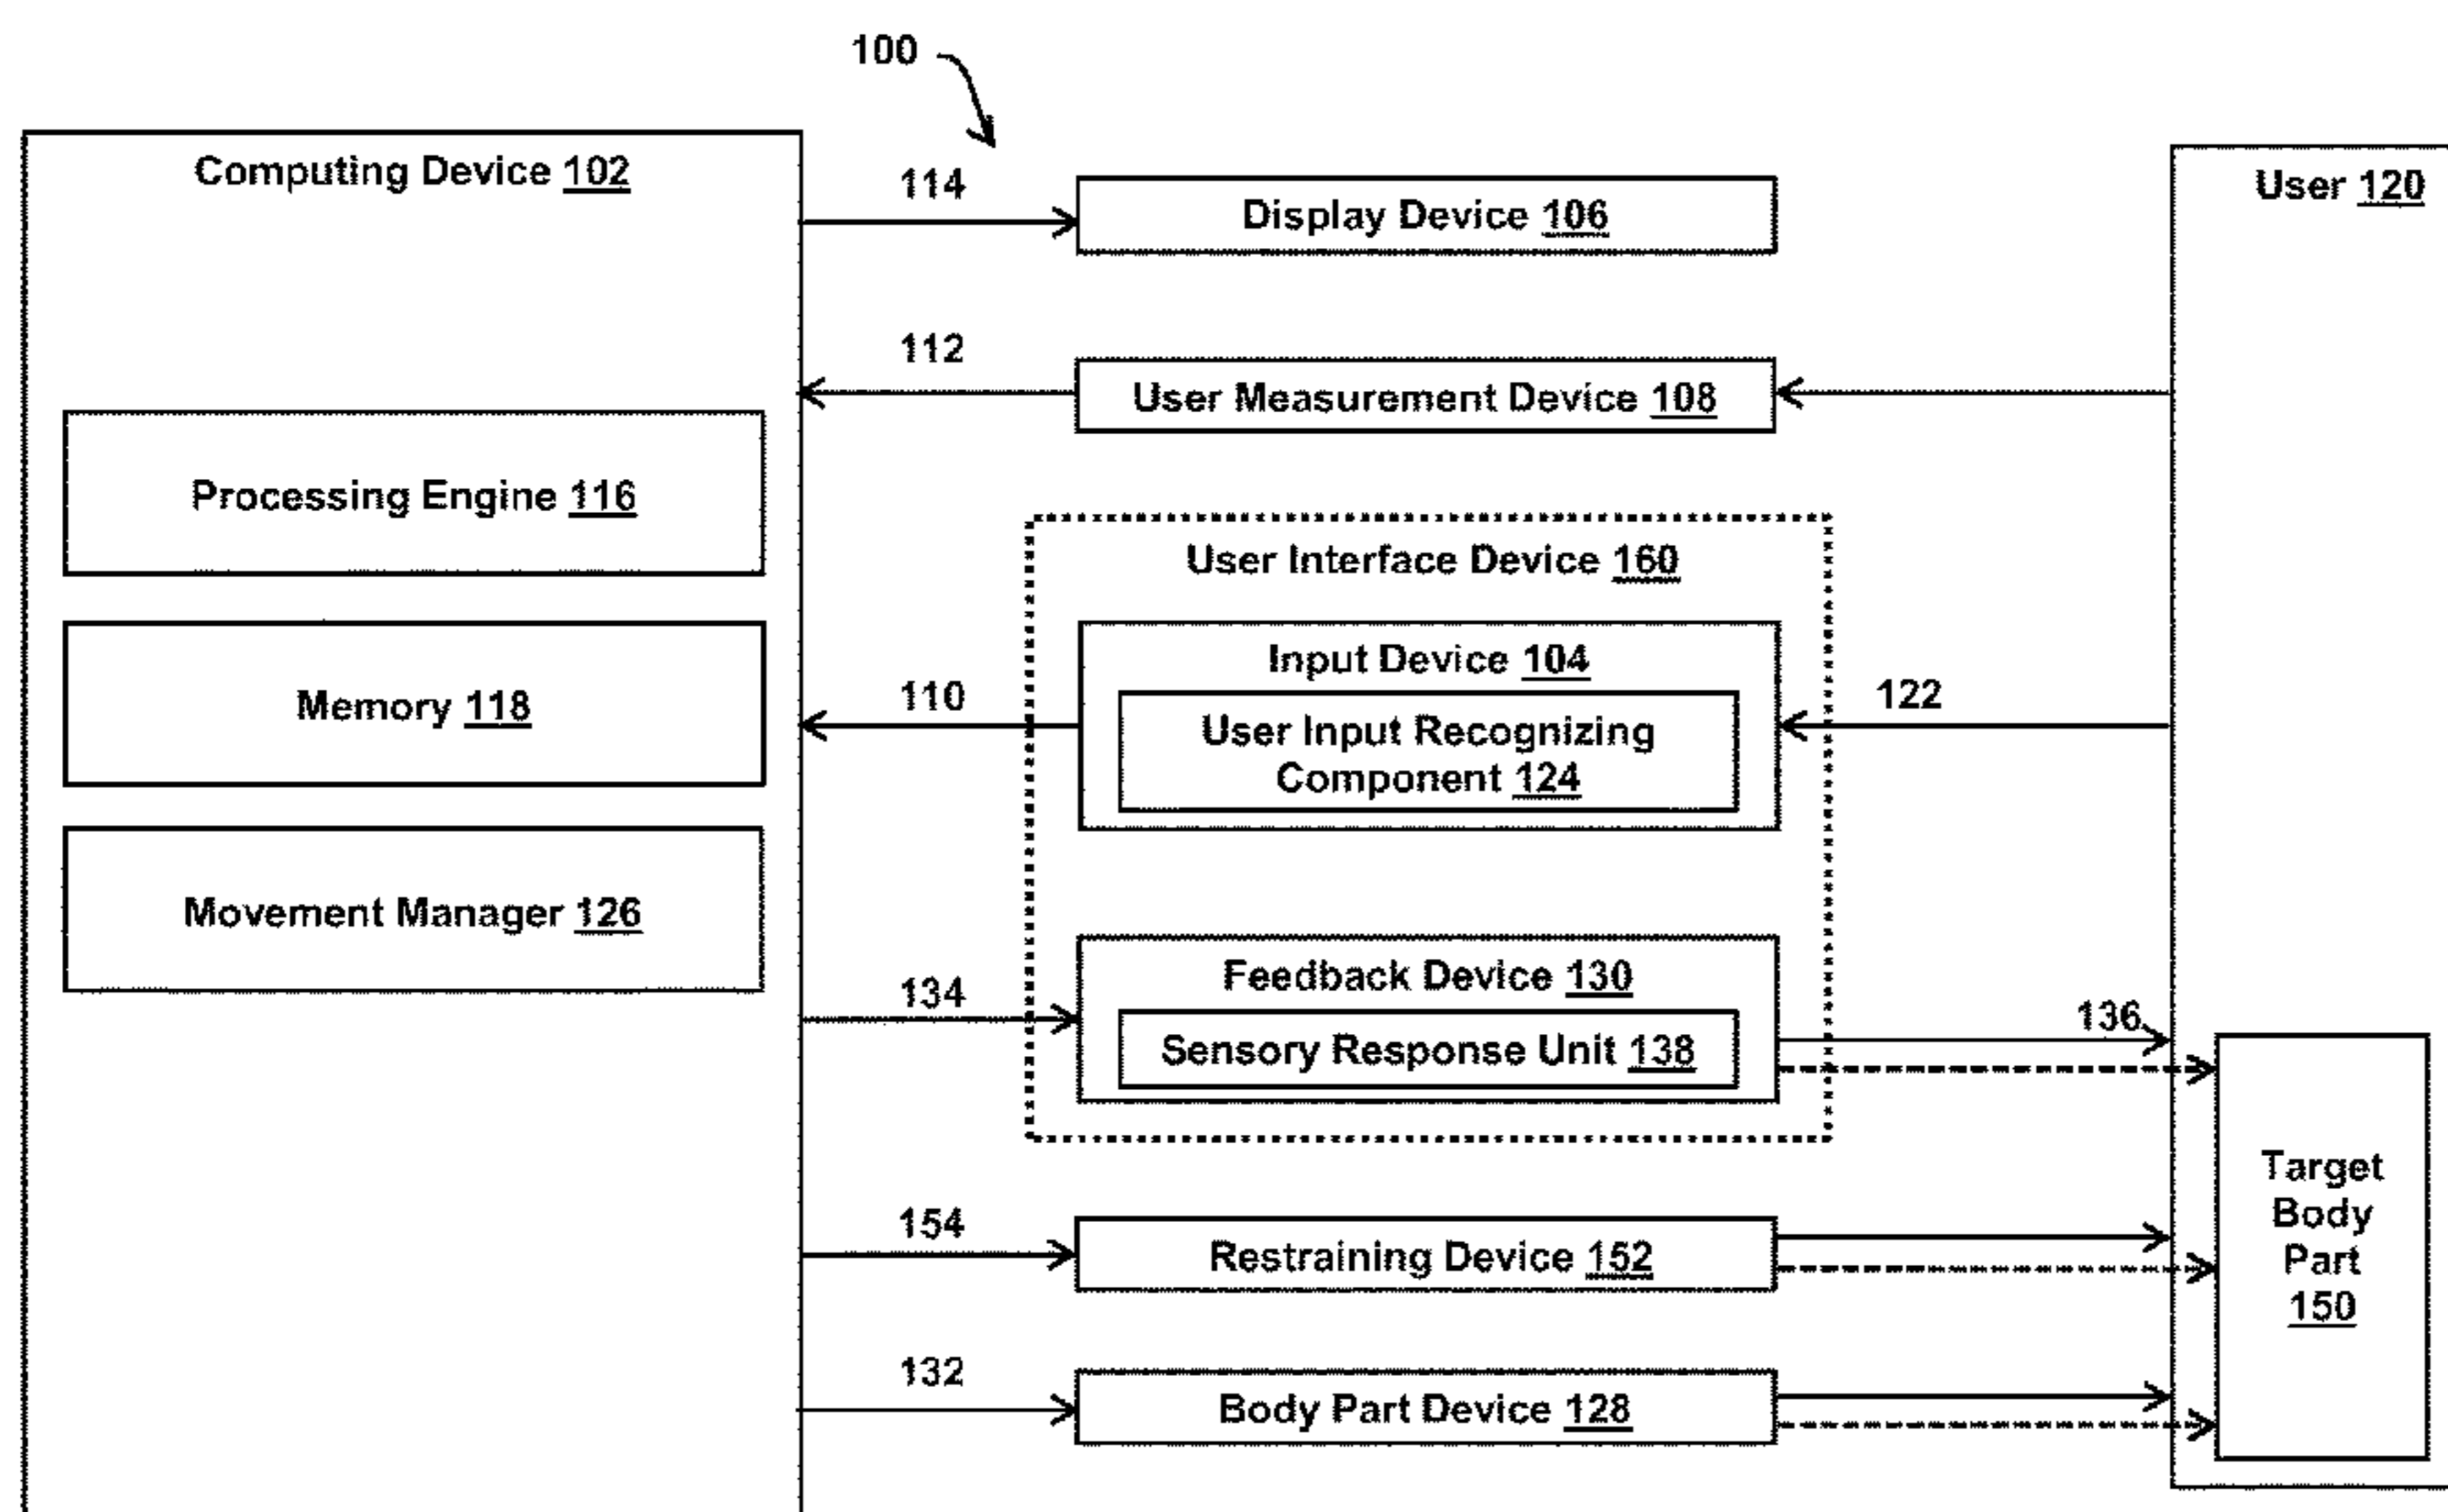 100
Computing Device 102
114
Display Device 106
User 120
112
User Measurement Device 108
Processing Engine 116
User Interface Device 160
Memory 118
110
Input Device 104
User Input Recognizing
Component 124
122
Movement Manager 126
134
Feedback Device 130
Sensory Response Unit 138
136
Target
Body
Part
150
154
Restraining Device 152
132
Body Part Device 128